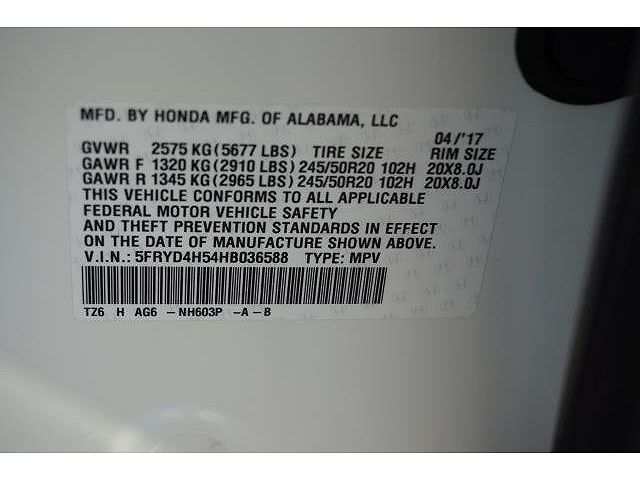 MFD. BY HONDA MFG. OF ALABAMA, LLC
04/'17
GVWR 2575 KG (5677 LBS) TIRE SIZE RIM SIZE
GAWR F 1320 KG (2910 LBS) 245/50R20 102H 20X8.0J
GAWR R 1345 KG (2965 LBS) 245/50R20 102H 20X8.0J
THIS VEHICLE CONFORMS TO ALL APPLICABLE
FEDERAL MOTOR VEHICLE SAFETY
AND THEFT PREVENTION STANDARDS IN EFFECT
ON THE DATE OF MANUFACTURE SHOWN ABOVE.
V.I.N.: 5FRYD4H54HB036588 TYPE: MPV
TZ6 H AG6 -NH603P -A-B